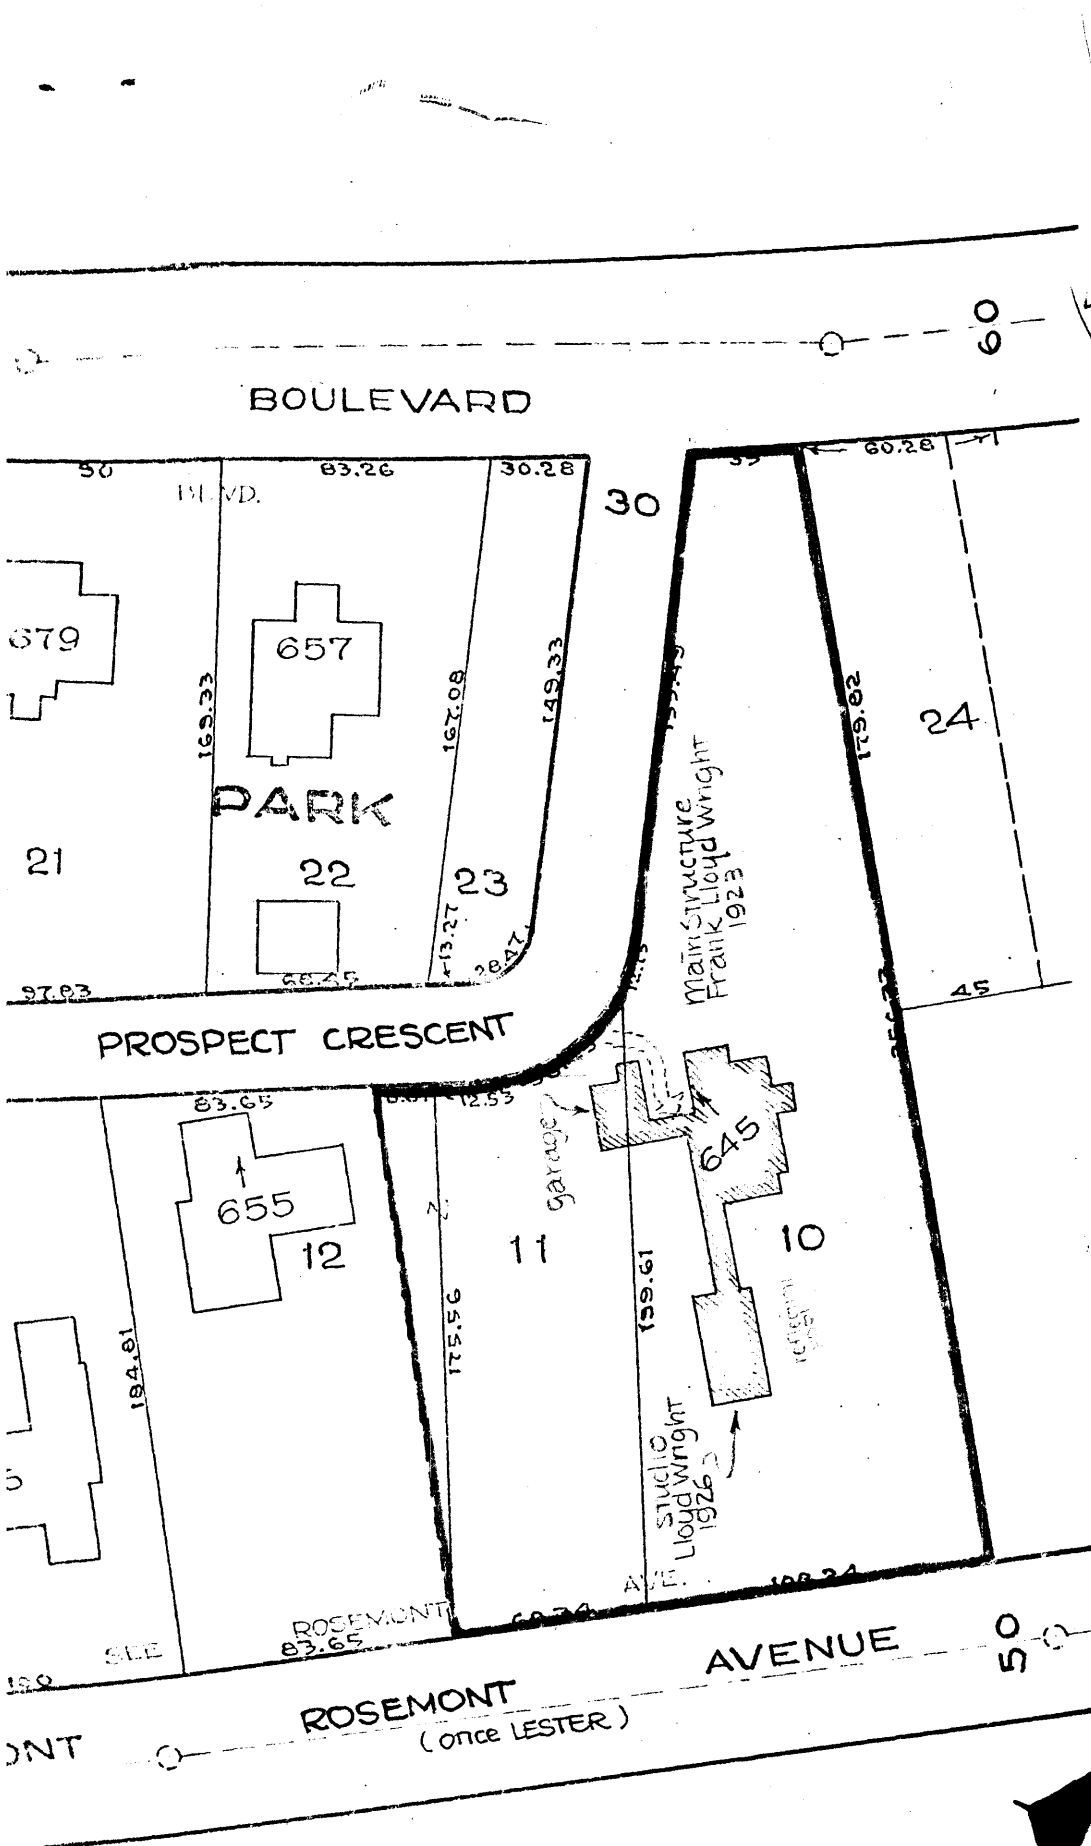 60
BOULEVARD
60.28
83.26
30.28
BLVD.
30
679
657
169.33
167.08
149.33
179.82
24
PARK
21
22
23
Main Structure
Frank Lloyd Wright
1923
13.27
28.47
97.83
68.45
45
PROSPECT CRESCENT
83.65
12.53
garage
645
655
12
11
10
184.81
175.56
199.61
Studio
Lloyd Wright
1926
AVE.
ROSEMONT
SEE
83.65
AVENUE
50
ROSEMONT
(once LESTER)
ONT